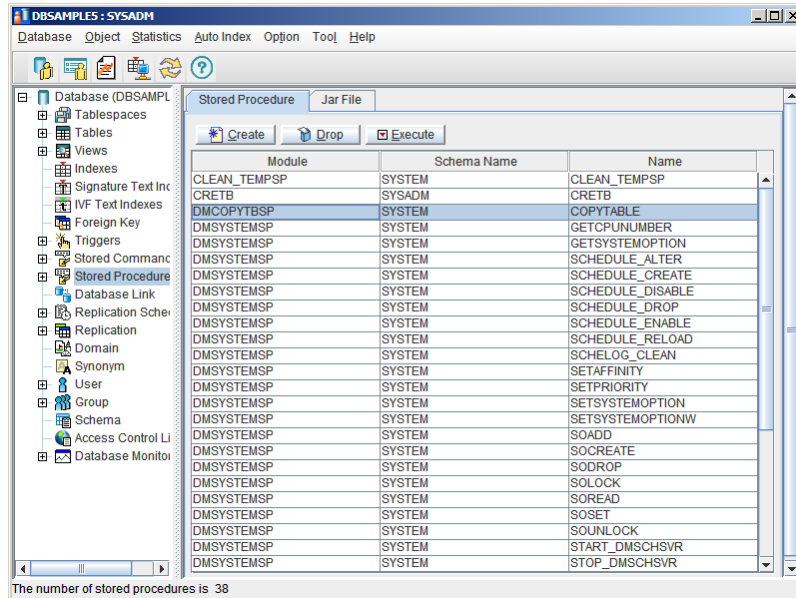 DBSAMPLE5 : SYSADM
Database Object Statistics Auto Index Option Tool Help
Database (DBSAMPL
Tablespaces
Tables
Views
Indexes
Signature Text Ind
IVF Text Indexes
Foreign Key
Triggers
Stored Command
Stored Procedure
Database Link
Replication Sche
Replication
Domain
Synonym
User
Group
Schema
Access Control Li
Database Monitor
Stored Procedure Jar File
Create Drop Execute
Module Schema Name Name
CLEAN_TEMPSP SYSTEM CLEAN_TEMPSP
CRETB SYSADM CRETB
DMCOPYTBSP SYSTEM COPYTABLE
DMSYSTEMSP SYSTEM GETCPUNUMBER
DMSYSTEMSP SYSTEM GETSYSTEMOPTION
DMSYSTEMSP SYSTEM SCHEDULE_ALTER
DMSYSTEMSP SYSTEM SCHEDULE_CREATE
DMSYSTEMSP SYSTEM SCHEDULE_DISABLE
DMSYSTEMSP SYSTEM SCHEDULE_DROP
DMSYSTEMSP SYSTEM SCHEDULE_ENABLE
DMSYSTEMSP SYSTEM SCHEDULE_RELOAD
DMSYSTEMSP SYSTEM SCHELOG_CLEAN
DMSYSTEMSP SYSTEM SETAFFINITY
DMSYSTEMSP SYSTEM SETPRIORITY
DMSYSTEMSP SYSTEM SETSYSTEMOPTION
DMSYSTEMSP SYSTEM SETSYSTEMOPTIONW
DMSYSTEMSP SYSTEM SOADD
DMSYSTEMSP SYSTEM SOCREATE
DMSYSTEMSP SYSTEM SODROP
DMSYSTEMSP SYSTEM SOLOCK
DMSYSTEMSP SYSTEM SOREAD
DMSYSTEMSP SYSTEM SOSET
DMSYSTEMSP SYSTEM SOUNLOCK
DMSYSTEMSP SYSTEM START_DMSCHSVR
DMSYSTEMSP SYSTEM STOP_DMSCHSVR
The number of stored procedures is 38